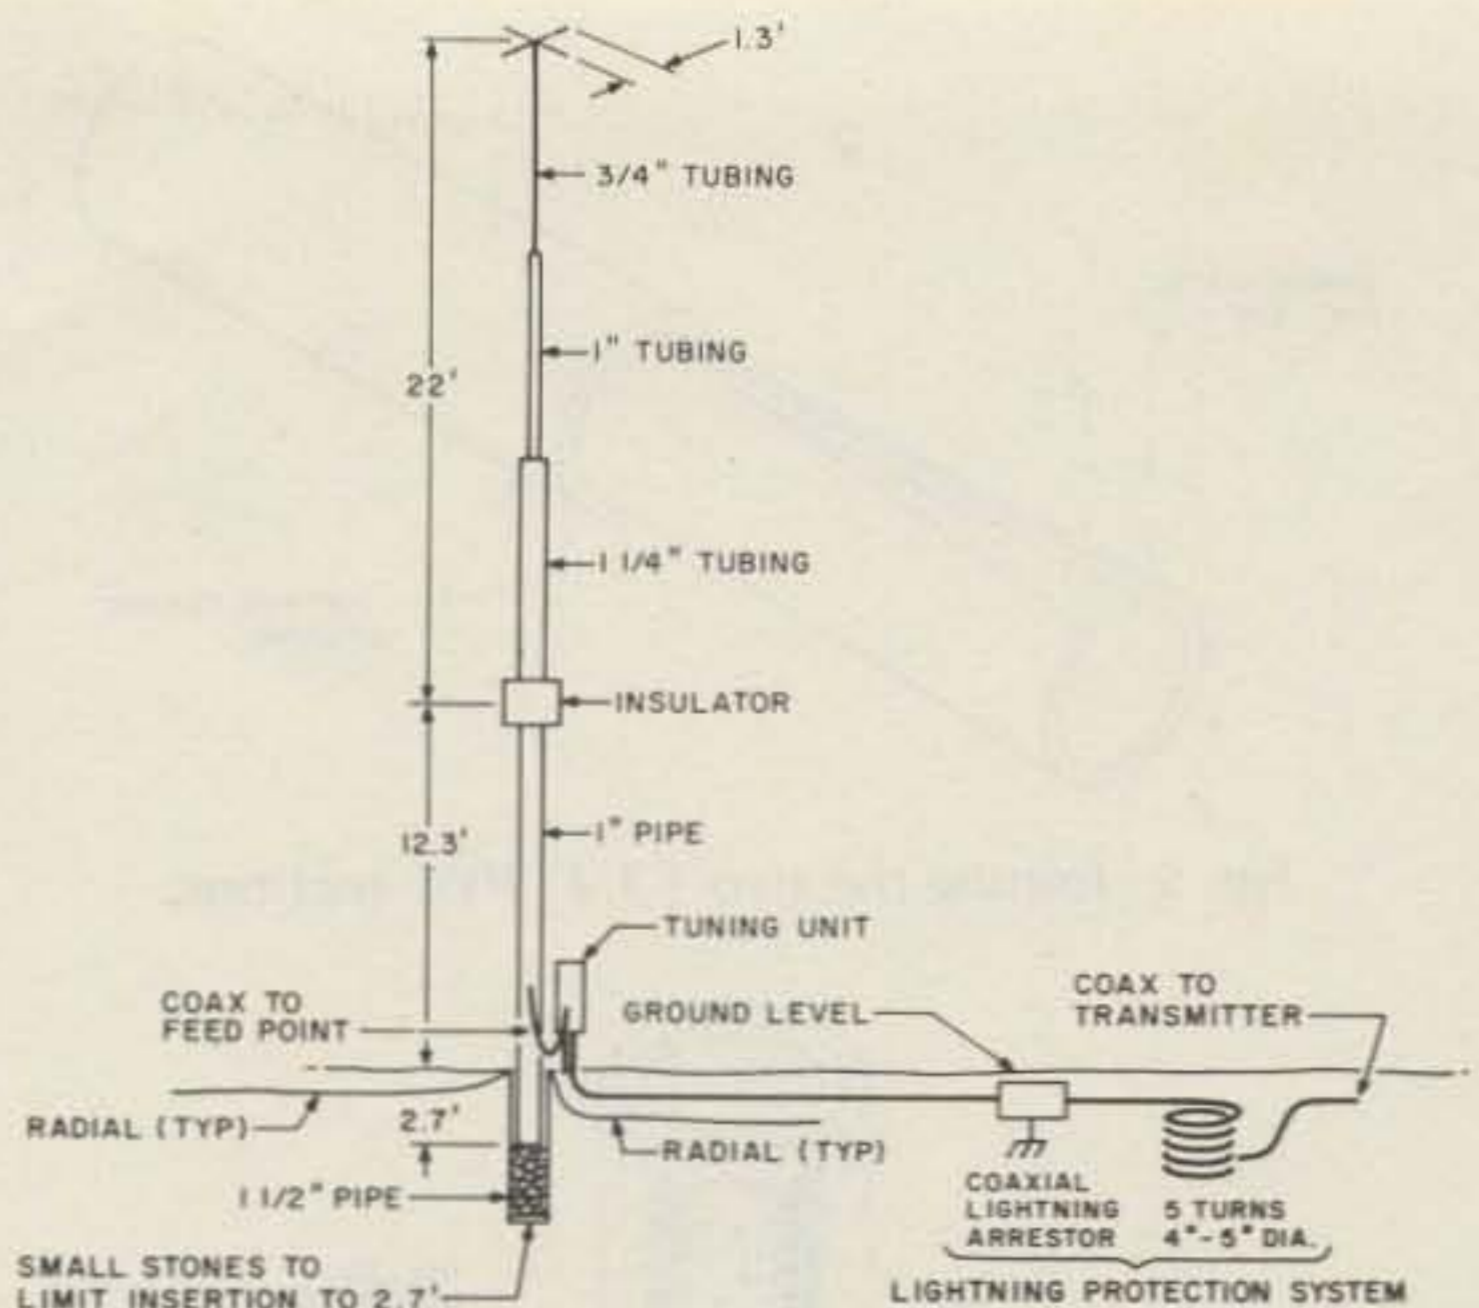 1.3'
3/4" TUBING
1" TUBING
22'
1 1/4" TUBING
INSULATOR
12.3'
1" PIPE
TUNING UNIT
COAX TO
FEED POINT
GROUND LEVEL
COAX TO
TRANSMITTER
RADIAL (TYP)
2.7'
RADIAL (TYP)
1 1/2" PIPE
COAXIAL
LIGHTNING
ARRESTOR
5 TURNS
4"-5" DIA.
SMALL STONES TO
LIMIT INSERTION TO 2.7'
LIGHTNING PROTECTION SYSTEM